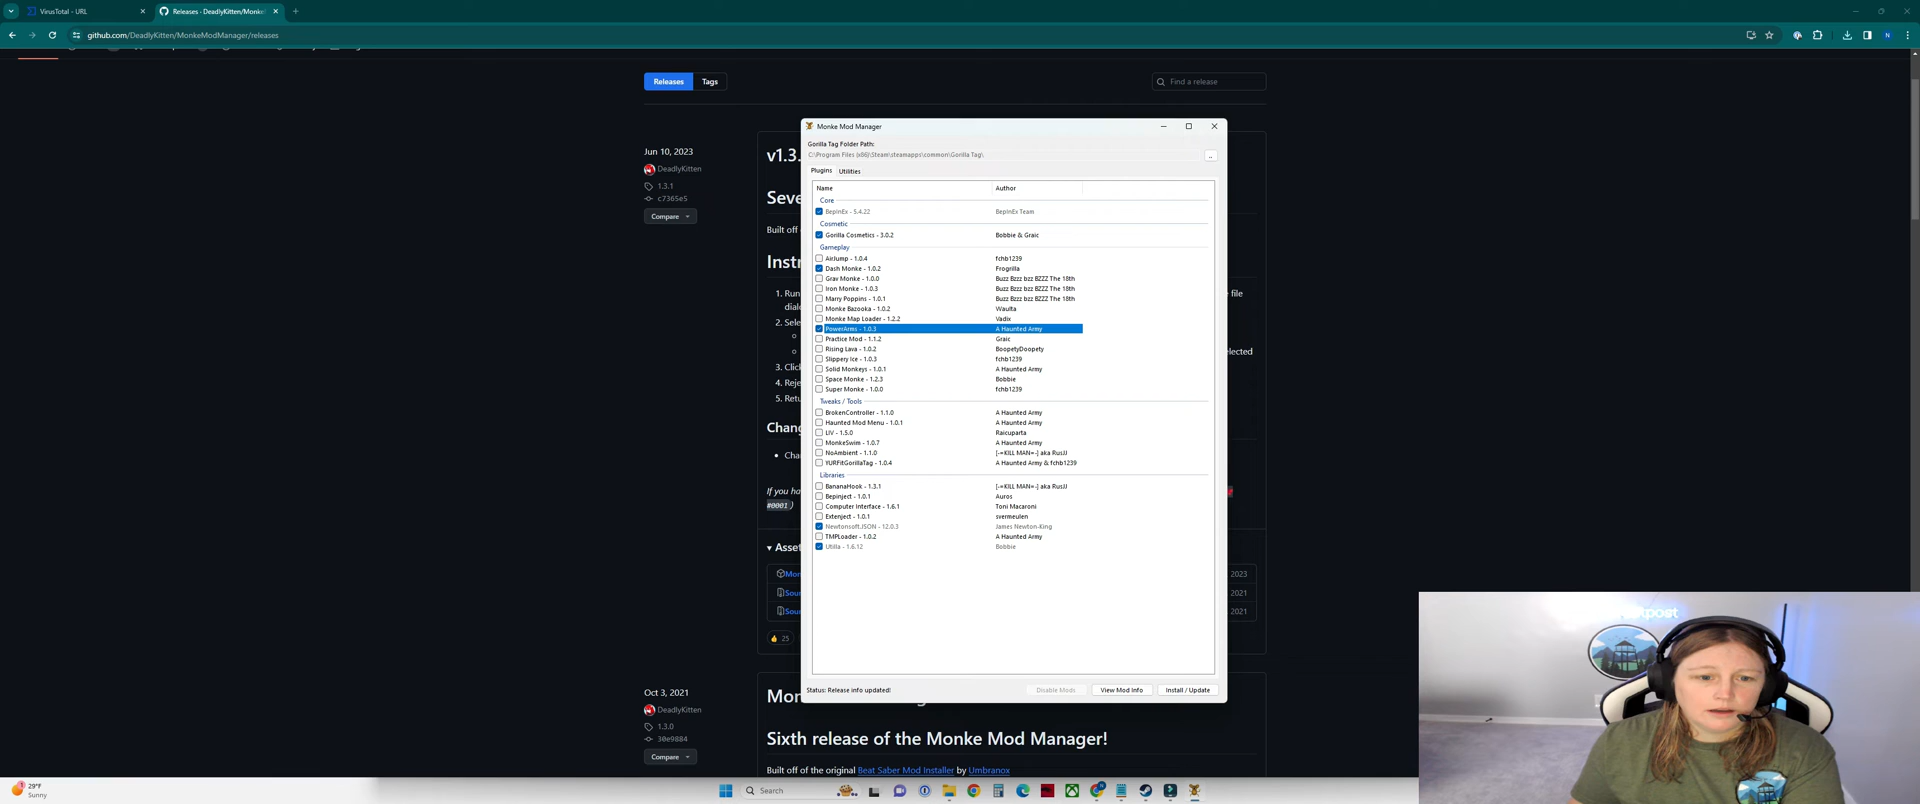 VirusTotal - URL
Releases · DeadlyKitten/Monke
github.com/DeadlyKitten/MonkeModManager/releases
Releases
Tags
Find a release
Jun 10, 2023
DeadlyKitten
1.3.1
c7365e5
Compare
v1.3.
Seve
Built off
Instr
1. Run
file
dialo
2. Sele
elected
3. Click
4. Reje
5. Retu
Chang
Cha
If you ha
#0001)
Asset
Mon
2023
Sour
2021
Sour
2021
25
Monke Mod Manager
Gorilla Tag Folder Path:
C:\Program Files (x86)\Steam\steamapps\common\Gorilla Tag\
..
Plugins
Utilities
Name
Author
Core
BepInEx - 5.4.22
BepInEx Team
Cosmetic
Gorilla Cosmetics - 3.0.2
Bobbie & Graic
Gameplay
AirJump - 1.0.4
fchb1239
Dash Monke - 1.0.2
Frogrilla
Grav Monke - 1.0.0
Buzz Bzzz bzz BZZZ The 18th
Iron Monke - 1.0.3
Buzz Bzzz bzz BZZZ The 18th
Marry Poppins - 1.0.1
Buzz Bzzz bzz BZZZ The 18th
Monke Bazooka - 1.0.2
Waulta
Monke Map Loader - 1.2.2
Vadix
PowerArms - 1.0.3
A Haunted Army
Practice Mod - 1.1.2
Graic
Rising Lava - 1.0.2
BoopetyDoopety
Slippery Ice - 1.0.3
fchb1239
Solid Monkeys - 1.0.1
A Haunted Army
Space Monke - 1.2.3
Bobbie
Super Monke - 1.0.0
fchb1239
Tweaks / Tools
BrokenController - 1.1.0
A Haunted Army
Haunted Mod Menu - 1.0.1
A Haunted Army
LIV - 1.5.0
Raicuparta
MonkeSwim - 1.0.7
A Haunted Army
NoAmbient - 1.1.0
[-=KILL MAN=-] aka RusJJ
YURFitGorillaTag - 1.0.4
A Haunted Army & fchb1239
Libraries
BananaHook - 1.3.1
[-=KILL MAN=-] aka RusJJ
Bepinject - 1.0.1
Auros
Computer Interface - 1.6.1
Toni Macaroni
Extenject - 1.0.1
svermeulen
Newtonsoft.JSON - 12.0.3
James Newton-King
TMPLoader - 1.0.2
A Haunted Army
Utilla - 1.6.12
Bobbie
Status: Release info updated!
Disable Mods
View Mod Info
Install / Update
Oct 3, 2021
DeadlyKitten
1.3.0
30e9884
Compare
Sixth release of the Monke Mod Manager!
Built off of the original Beat Saber Mod Installer by Umbranox
29°F
Sunny
Search